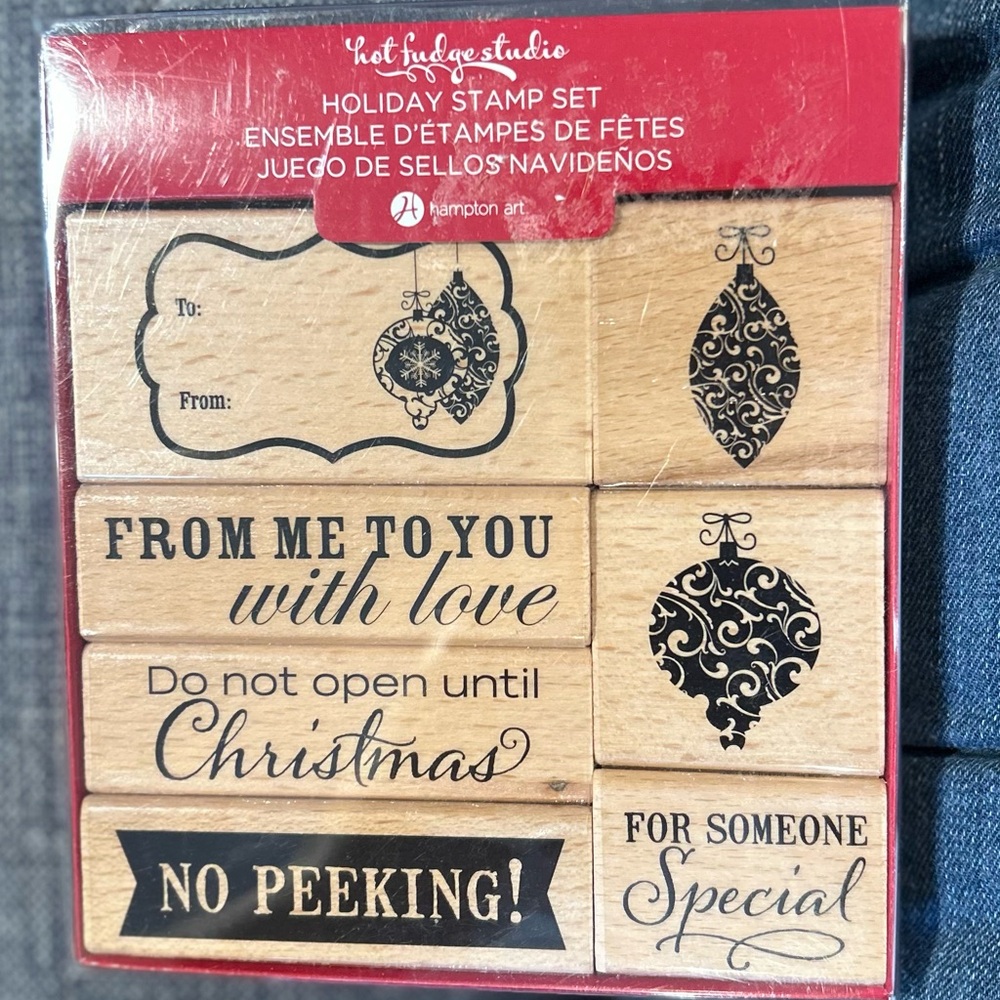 hot fudge studio
HOLIDAY STAMP SET
ENSEMBLE D'ÉTAMPES DE FÊTES
JUEGO DE SELLOS NAVIDEÑOS
H hampton art
To:
From:
FROM ME TO YOU
with love
Do not open until
Christmas
NO PEEKING!
FOR SOMEONE
Special